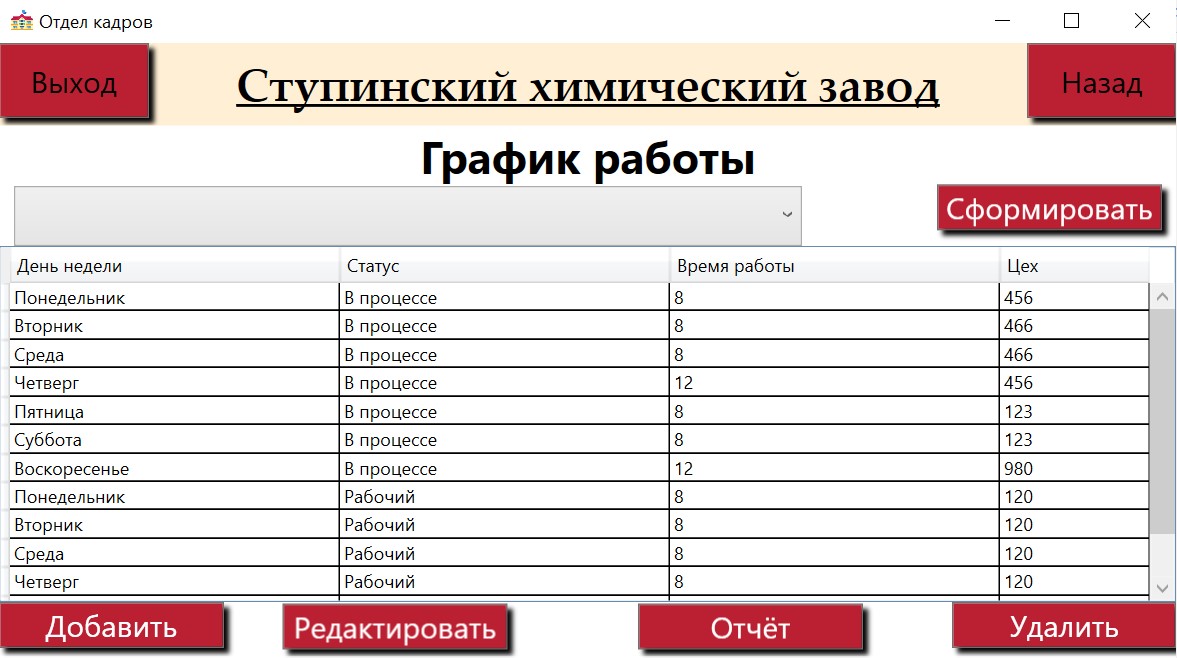 Отдел кадров
Выход Ступинский химический завод Назад
График работы
Сформировать
День недели Статус Время работы Цех
Понедельник В процессе 8 456
Вторник В процессе 8 466
Среда В процессе 8 466
Четверг В процессе 12 456
Пятница В процессе 8 123
Суббота В процессе 8 123
Воскоресенье В процессе 12 980
Понедельник Рабочий 8 120
Вторник Рабочий 8 120
Среда Рабочий 8 120
Четверг Рабочий 8 120
Добавить Редактировать Отчёт Удалить